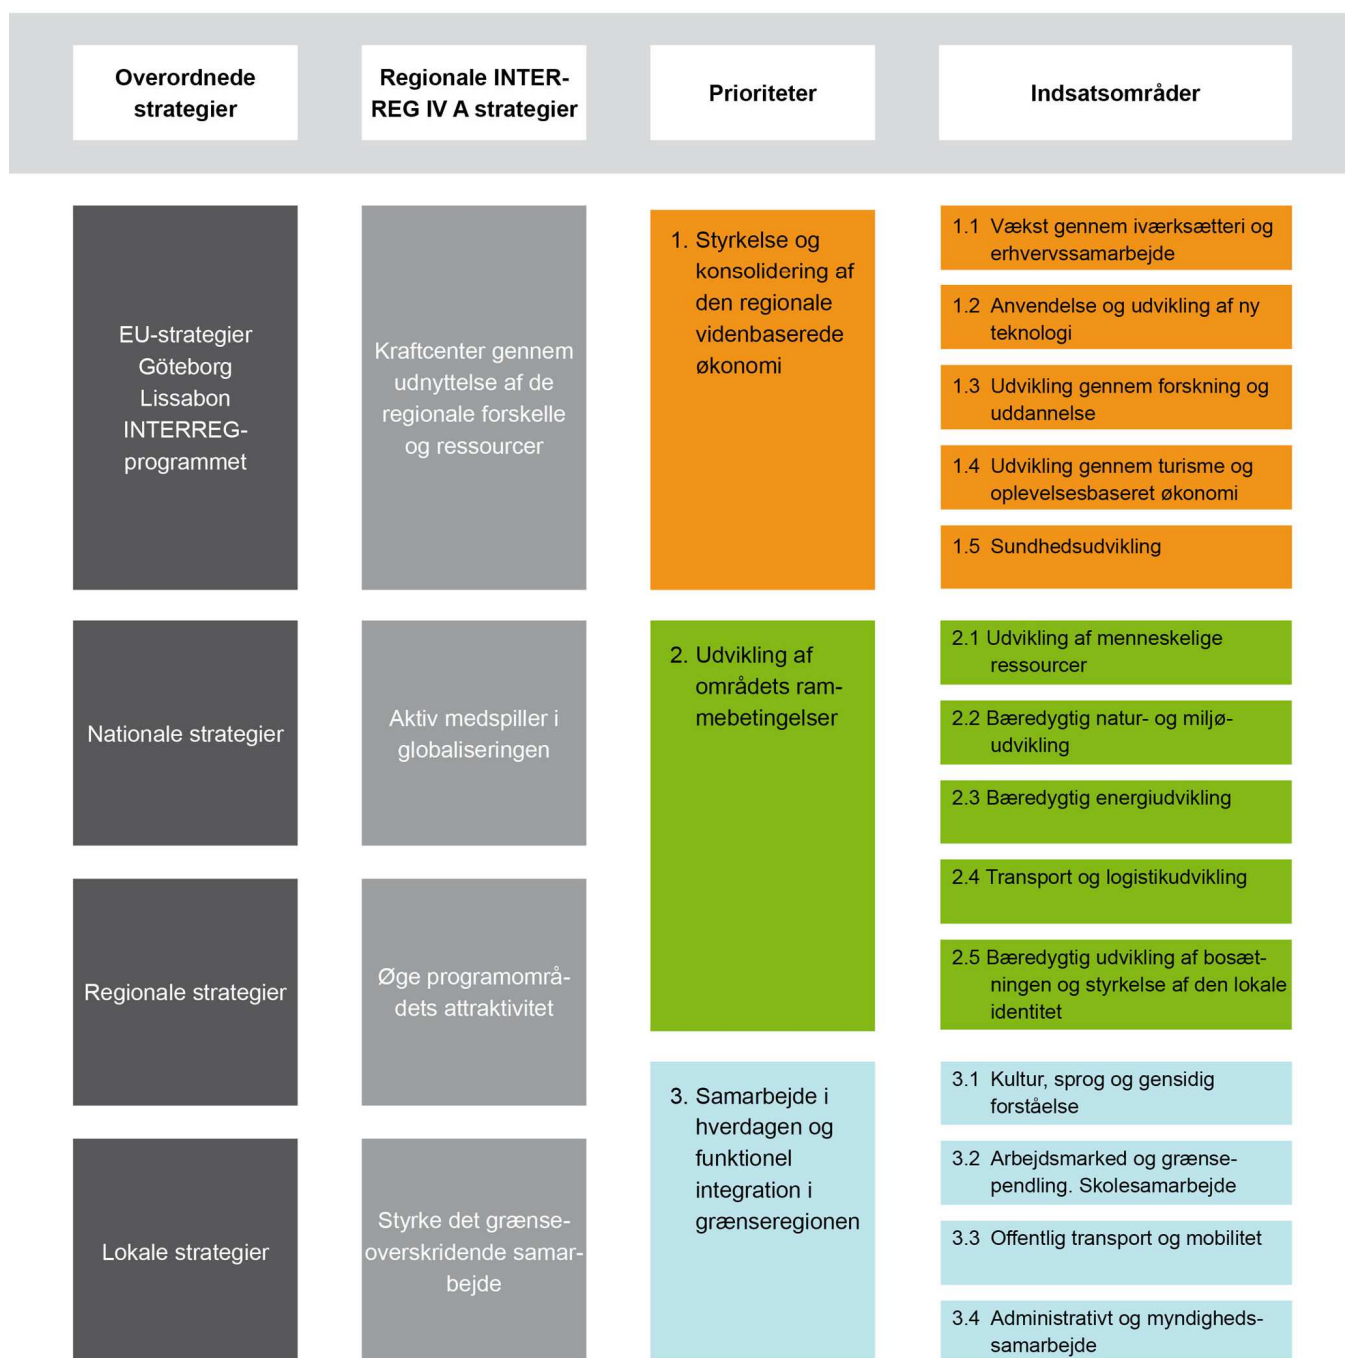 Overordnede
strategier
Regionale INTER-
REG IV A strategier
Prioriteter
Indsatsområder
EU-strategier
Göteborg
Lissabon
INTERREG-
programmet
Nationale strategier
Regionale strategier
Lokale strategier
Kraftcenter gennem
udnyttelse af de
regionale forskelle
og ressourcer
Aktiv medspiller i
globaliseringen
Øge programområ-
dets attraktivitet
Styrke det grænse-
overskridende samar-
bejde
1. Styrkelse og
konsolidering af
den regionale
videnbaserede
økonomi
2. Udvikling af
områdets ram-
mebetingelser
3. Samarbejde i
hverdagen og
funktionel
integration i
grænseregionen
1.1 Vækst gennem iværksætteri og
erhvervssamarbejde
1.2 Anvendelse og udvikling af ny
teknologi
1.3 Udvikling gennem forskning og
uddannelse
1.4 Udvikling gennem turisme og
oplevelsesbaseret økonomi
1.5 Sundhedsudvikling
2.1 Udvikling af menneskelige
ressourcer
2.2 Bæredygtig natur- og miljø-
udvikling
2.3 Bæredygtig energiudvikling
2.4 Transport og logistikudvikling
2.5 Bæredygtig udvikling af bosæt-
ningen og styrkelse af den lokale
identitet
3.1 Kultur, sprog og gensidig
forståelse
3.2 Arbejdsmarked og grænse-
pendling. Skolesamarbejde
3.3 Offentlig transport og mobilitet
3.4 Administrativt og myndigheds-
samarbejde